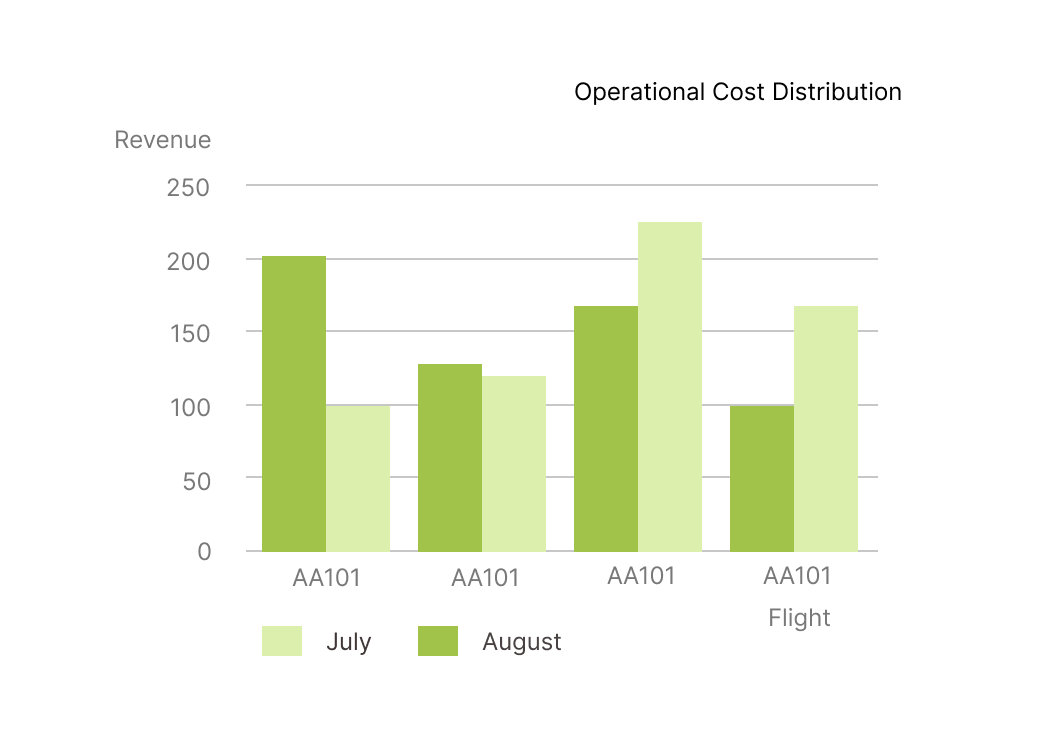 Operational Cost Distribution
Revenue
250
200
150
100
50
0
AA101 AA101 AA101 AA101
Flight
July August